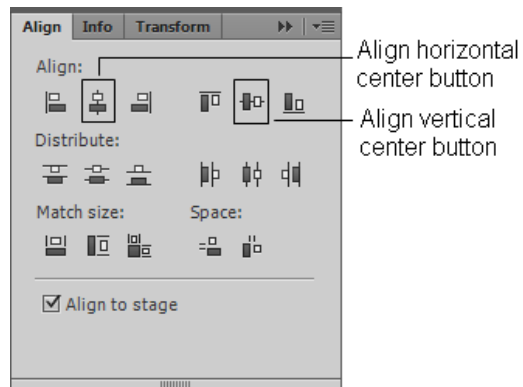 Align Info Transform
Align:
Align horizontal
center button
Align vertical
center button
Distribute:
Match size: Space:
Align to stage